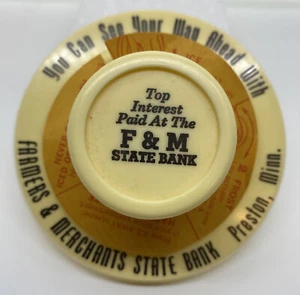 You Can See Your Way Ahead With
Top
Interest
Paid At The
F & M
STATE BANK
FARMERS & MERCHANTS STATE BANK Preston, Minn.